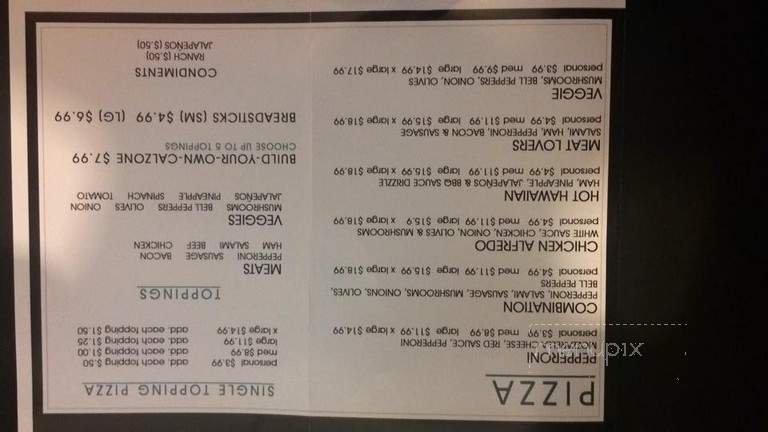 PIZZA
PEPPERONI
MOZZARELLA CHEESE, RED SAUCE, PEPPERONI
personal $3.99 med $8.99 large $11.99 x large $14.99
COMBINATION
PEPPERONI, SALAMI, SAUSAGE, MUSHROOMS, ONIONS, OLIVES,
BELL PEPPERS
personal $4.99 med $11.99 large $15.99 x large $18.99
CHICKEN ALFREDO
WHITE SAUCE, CHICKEN, ONION, OLIVES & MUSHROOMS
personal $4.99 med $11.99 large $15.9 x large $18.99
HOT HAWAIIAN
HAM, PINEAPPLE, JALAPEÑOS & BBQ SAUCE DRIZZLE
personal $4.99 med $11.99 large $15.99 x large $18.99
MEAT LOVERS
SALAMI, HAM, PEPPERONI, BACON & SAUSAGE
personal $4.99 med $11.99 large $15.99 x large $18.99
VEGGIE
MUSHROOMS, BELL PEPPERS, ONION, OLIVES
personal $3.99 med $9.99 large $14.99 x large $17.99
SINGLE TOPPING PIZZA
personal $3.99 add. each topping $.50
med $8.99 add. each topping $1.00
large $11.99 add. each topping $1.25
x large $14.99 add. each topping $1.50
TOPPINGS
MEATS
PEPPERONI SAUSAGE BACON
HAM SALAMI BEEF CHICKEN
VEGGIES
MUSHROOMS BELL PEPPERS OLIVES ONION
JALAPEÑOS PINEAPPLE SPINACH TOMATO
BUILD-YOUR-OWN-CALZONE $7.99
CHOOSE UP TO 5 TOPPINGS
BREADSTICKS (SM) $4.99 (LG) $6.99
CONDIMENTS
RANCH ($.50)
JALAPEÑOS ($.50)
menupix